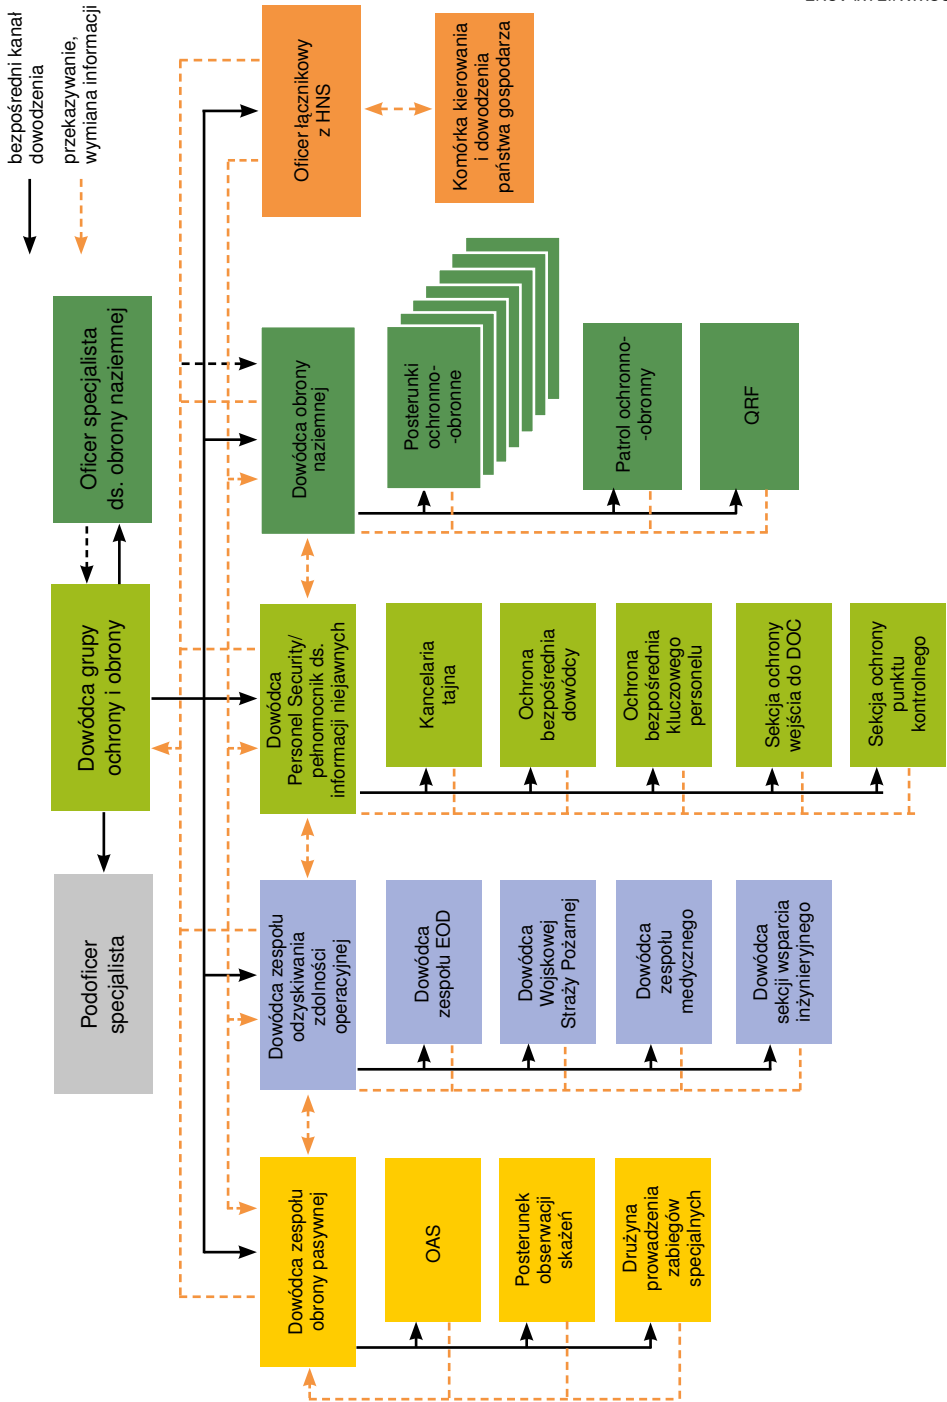 bezpośredni kanał
dowodzenia
przekazywanie,
wymiana informacji
Podoficer
specjalista
Dowódca grupy
ochrony i obrony
Oficer specjalista
ds. obrony naziemnej
Dowódca zespołu
obrony pasywnej
OAS
Posterunek
obserwacji
skażeń
Drużyna
prowadzenia
zabiegów
specjalnych
Dowódca zespołu
odzyskiwania
zdolności
operacyjnej
Dowódca
zespołu EOD
Dowódca
Wojskowej
Straży Pożarnej
Dowódca
zespołu
medycznego
Dowódca
sekcji wsparcia
inżynieryjnego
Dowódca
Personel Security/
pełnomocnik ds.
informacji niejawnych
Kancelaria
tajna
Ochrona
bezpośrednia
dowódcy
Ochrona
bezpośrednia
kluczowego
personelu
Sekcja ochrony
wejścia do DOC
Sekcja ochrony
punktu
kontrolnego
Dowódca obrony
naziemnej
Posterunki
ochronno-
-obronne
Patrol ochronno-
-obronny
QRF
Oficer łącznikowy
z HNS
Komórka kierowania
i dowodzenia
państwa gospodarza